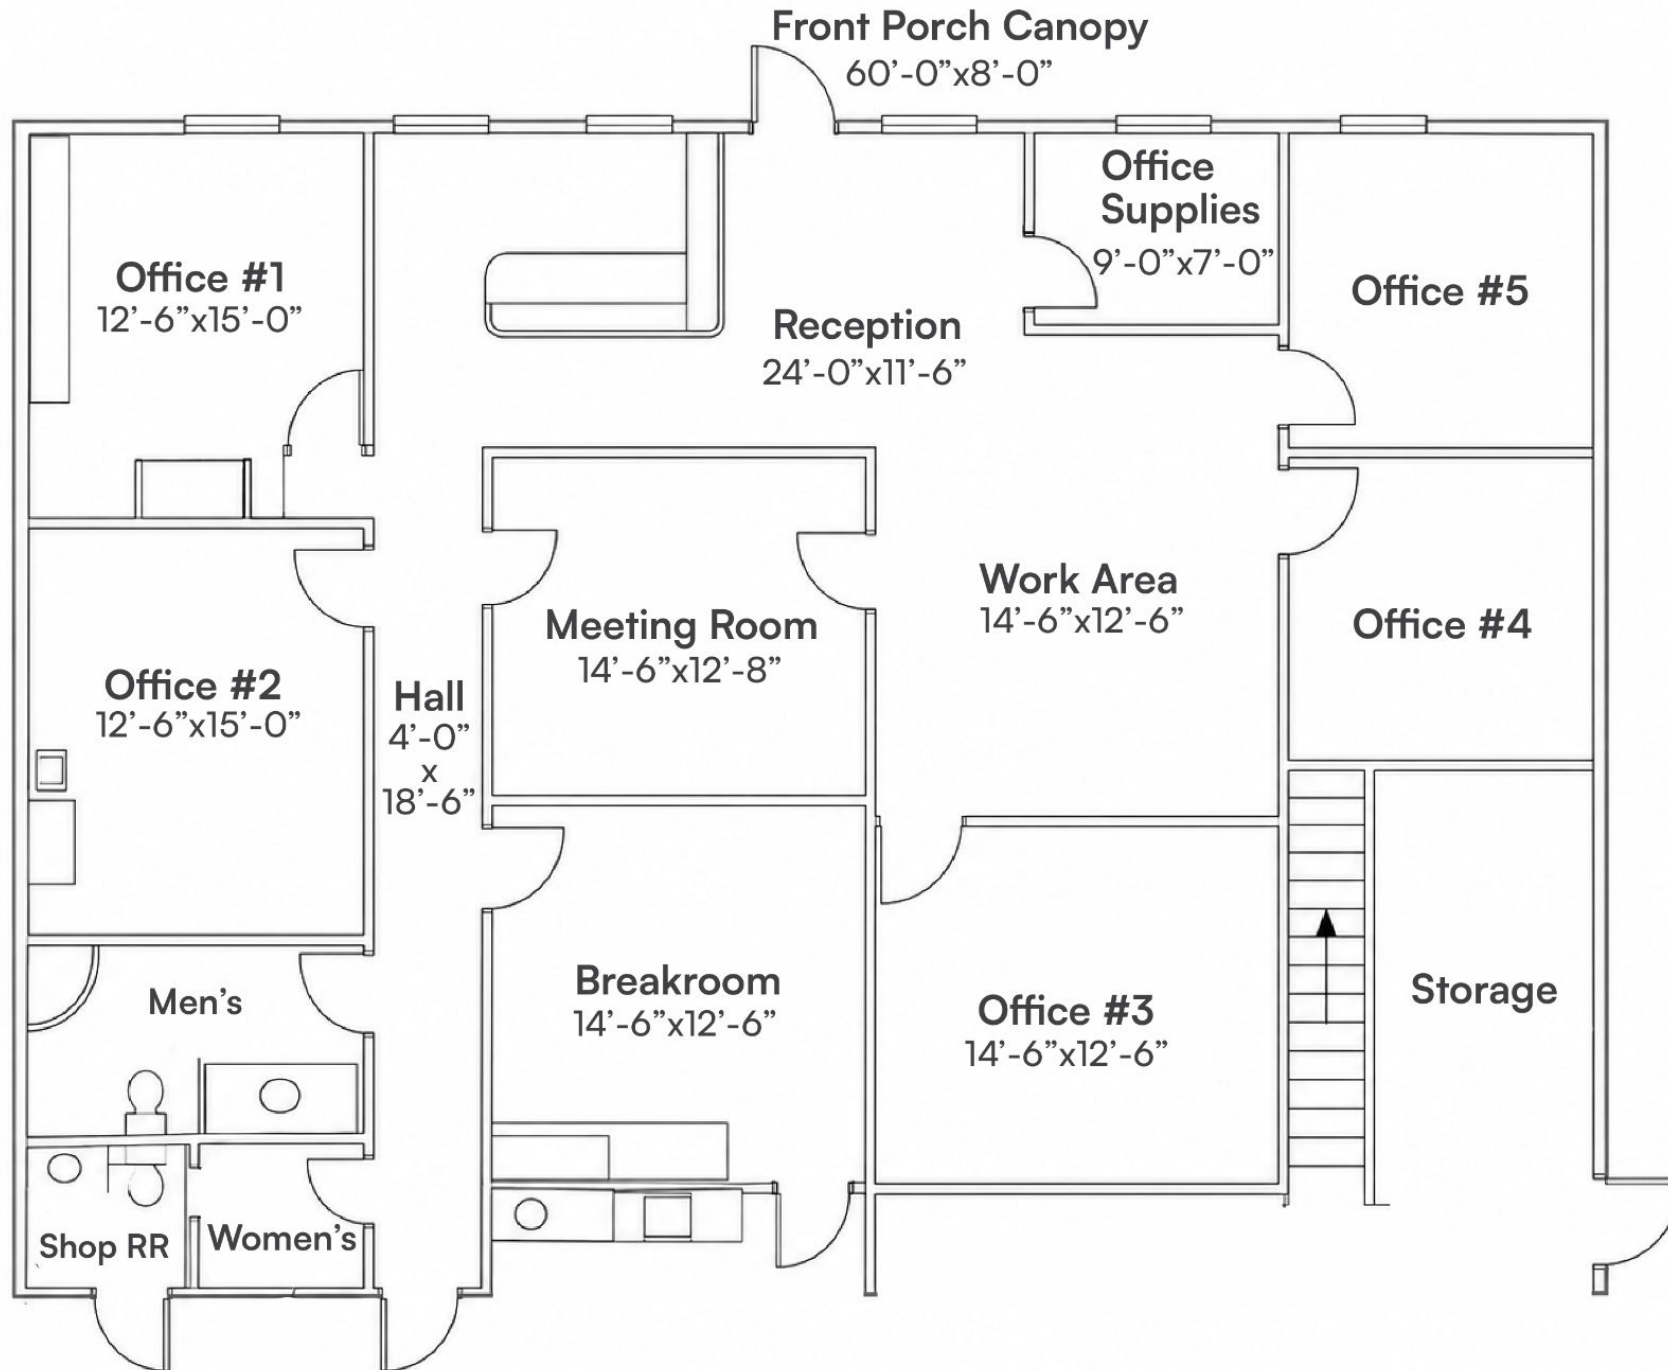 Front Porch Canopy
60’-0”x8’-0”
Office
Supplies
9’-0”x7’-0”
Office #1
12’-6”x15’-0”
Office #5
Reception
24’-0”x11’-6”
Work Area
14’-6”x12’-6”
Meeting Room
14’-6”x12’-8”
Office #4
Office #2
12’-6”x15’-0”
Hall
4’-0”
x
18’-6”
Men’s
Breakroom
14’-6”x12’-6”
Office #3
14’-6”x12’-6”
Storage
Shop RR
Women’s